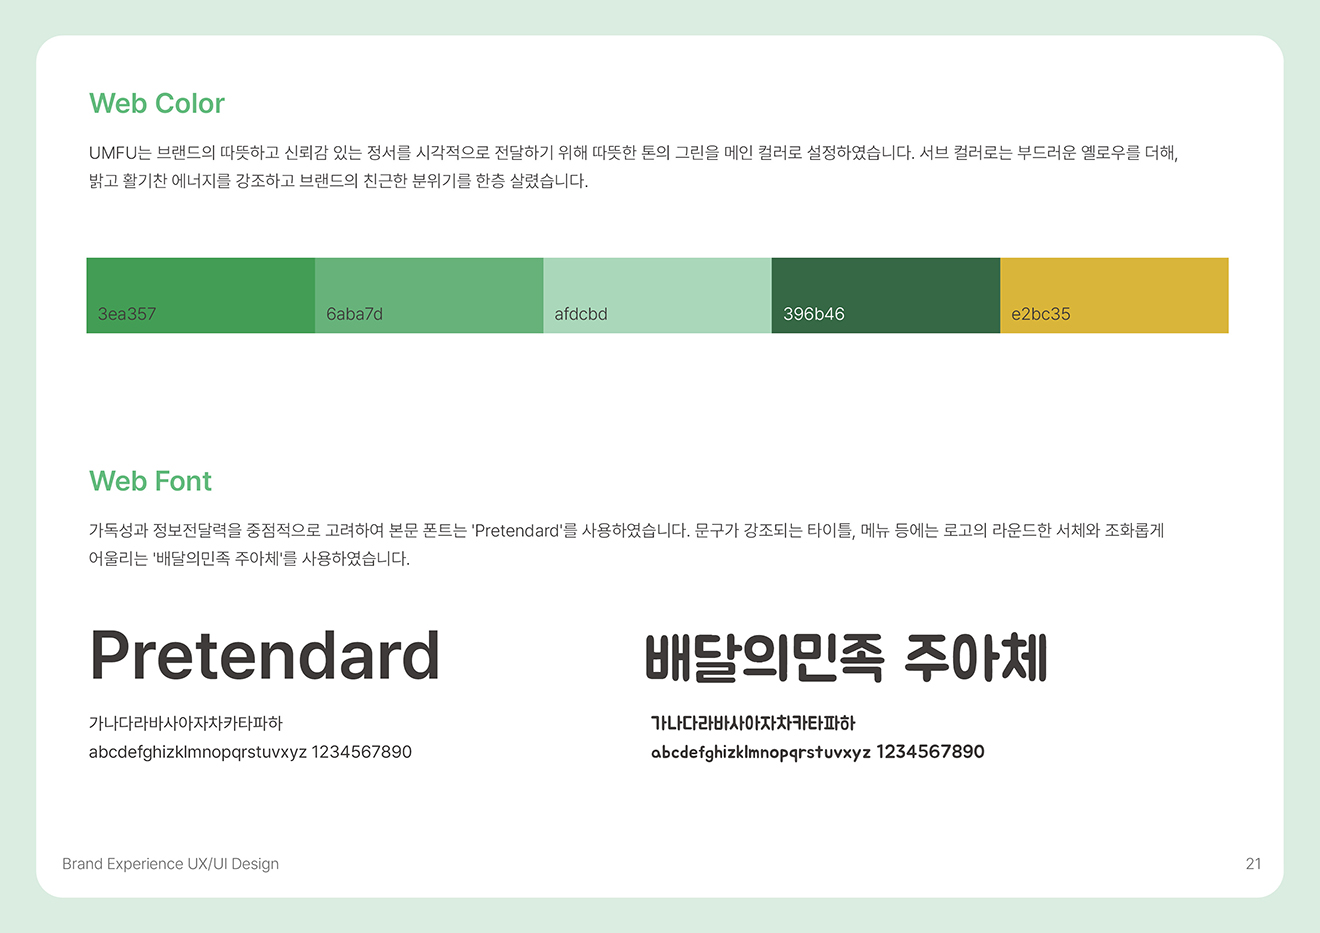 Web Color
UMFU는 브랜드의 따뜻하고 신뢰감 있는 정서를 시각적으로 전달하기 위해 따뜻한 톤의 그린을 메인 컬러로 설정하였습니다. 서브 컬러로는 부드러운 옐로우를 더해,
밝고 활기찬 에너지를 강조하고 브랜드의 친근한 분위기를 한층 살렸습니다.
3ea357 6aba7d afdcbd 396b46 e2bc35
Web Font
가독성과 정보전달력을 중점적으로 고려하여 본문 폰트는 'Pretendard'를 사용하였습니다. 문구가 강조되는 타이틀, 메뉴 등에는 로고의 라운드한 서체와 조화롭게
어울리는 '배달의민족 주아체'를 사용하였습니다.
Pretendard
가나다라바사아자차카타파하
abcdefghizklmnopqrstuvxyz 1234567890
배달의민족 주아체
가나다라바사아자차카타파하
abcdefghizklmnopqrstuvxyz 1234567890
Brand Experience UX/UI Design
21